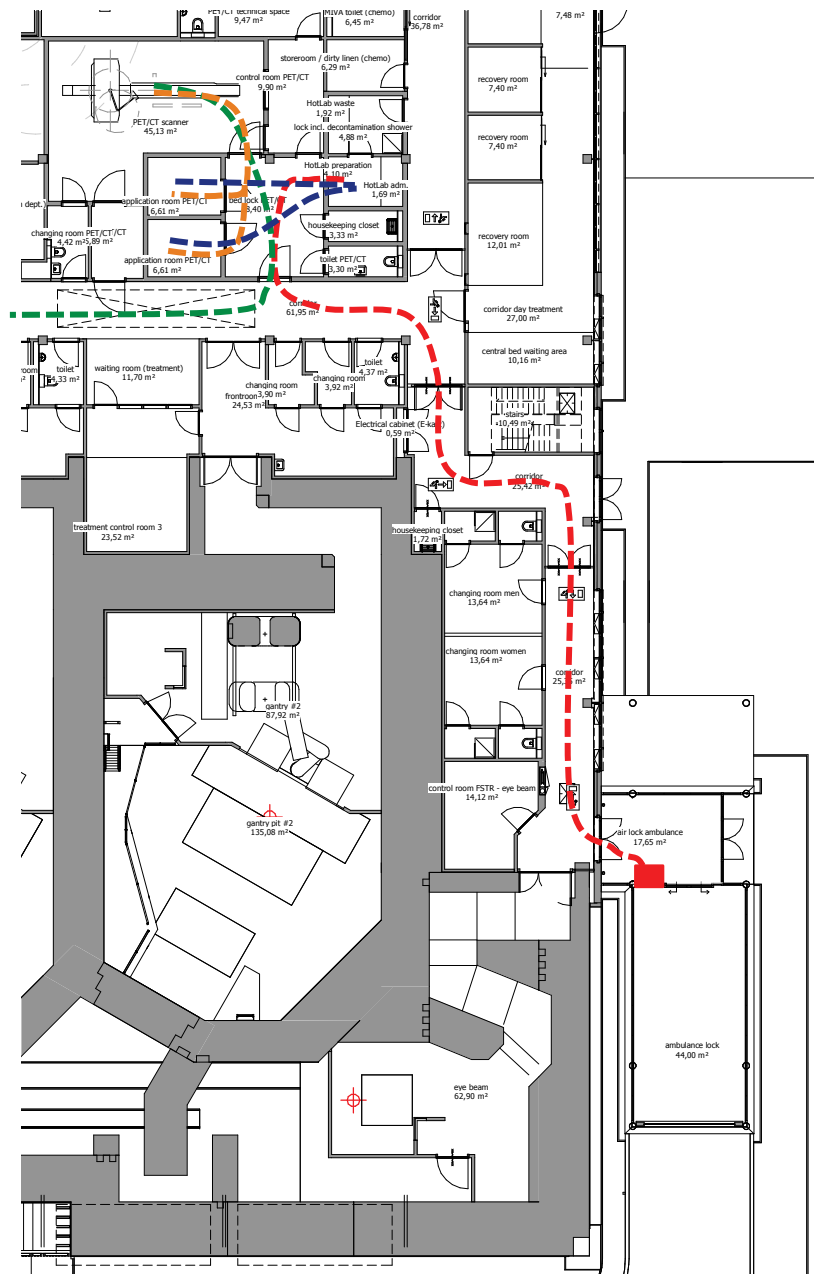 PET/CT technical space
9,47 m²
MIVA toilet (chemo)
6,45 m²
corridor
36,78 m²
7,48 m²
storeroom / dirty linen (chemo)
6,29 m²
control room PET/CT
9,90 m²
recovery room
7,40 m²
HotLab waste
1,92 m²
PET/CT scanner
45,13 m²
lock incl. decontamination shower
4,88 m²
recovery room
7,40 m²
HotLab preparation
4,10 m²
HotLab adm.
1,69 m²
dept.)
application room PET/CT
6,61 m²
bed lock PET/CT
housekeeping closet
3,33 m²
changing room PET/CT
4,42 m²
5,89 m²
application room PET/CT
6,61 m²
toilet PET/CT
3,30 m²
recovery room
12,01 m²
corridor
61,95 m²
corridor day treatment
27,00 m²
central bed waiting area
10,16 m²
toilet
4,33 m²
waiting room (treatment)
11,70 m²
toilet
4,37 m²
changing room
3,90 m²
changing room
3,92 m²
frontroom
24,53 m²
stairs
10,49 m²
Electrical cabinet (E-kast)
0,59 m²
corridor
25,42 m²
treatment control room 3
23,52 m²
housekeeping closet
1,72 m²
changing room men
13,64 m²
changing room women
13,64 m²
corridor
gantry #2
87,92 m²
control room FSTR - eye beam
14,12 m²
gantry pit #2
135,08 m²
air lock ambulance
17,65 m²
ambulance lock
44,00 m²
eye beam
62,90 m²